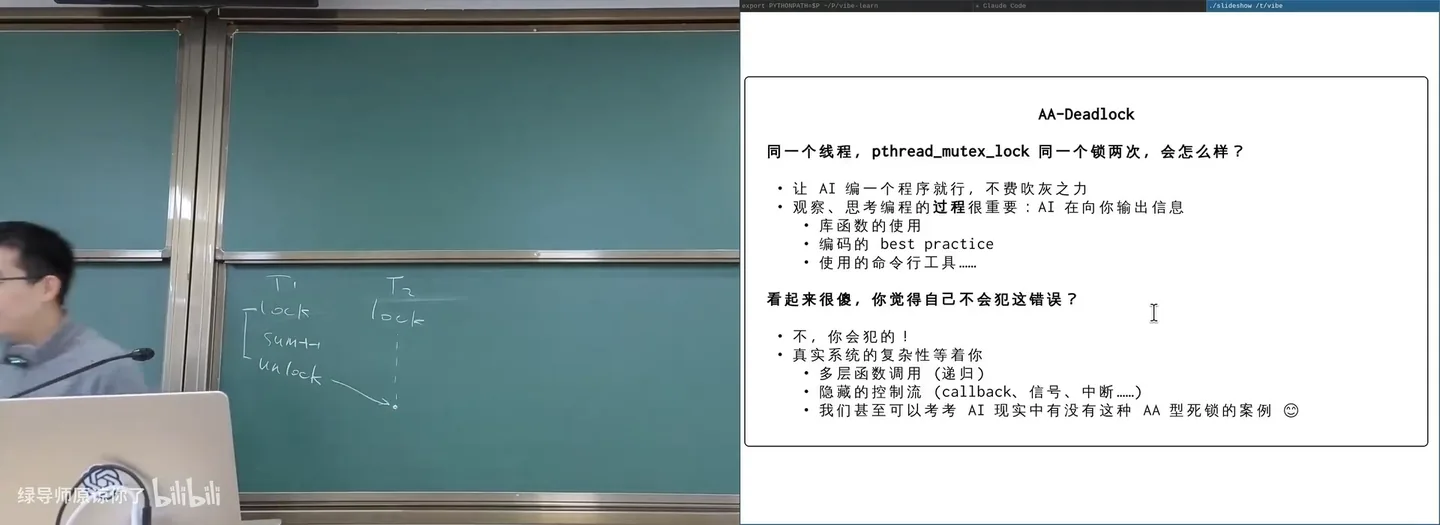 export PYTHONPATH=$P ~/P/vibe-learn
Claude Code
./slideshow /t/vibe
AA-Deadlock
同一个线程，pthread_mutex_lock 同一个锁两次，会怎么样？
• 让 AI 编一个程序就行，不费吹灰之力
• 观察、思考编程的过程很重要：AI 在向你输出信息
• 库函数的使用
• 编码的 best practice
• 使用的命令行工具……
看起来很傻，你觉得自己不会犯这错误？
• 不，你会犯的！
• 真实系统的复杂性等着你
• 多层函数调用 (递归)
• 隐藏的控制流 (callback、信号、中断……)
• 我们甚至可以考考 AI 现实中有没有这种 AA 型死锁的案例 😊
T1 T2
lock lock
sum++
unlock
绿导师原谅你了 bilibili